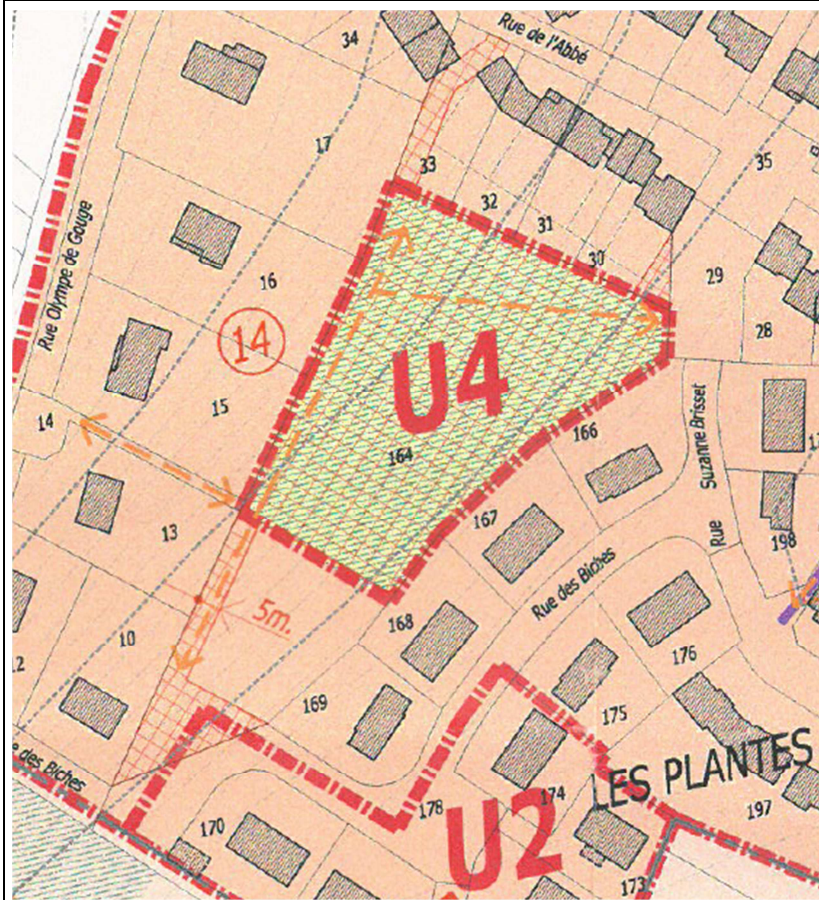 Rue de l'Abbé
34
17
33
35
32
31
30
29
16
Rue Olympe de Gouge
28
14
U4
15
14
166
164
Suzanne Brisset
Rue
167
198
13
Rue des Biches
5m.
168
10
176
169
175
des Biches
LES PLANTES
174
178
197
170
U2
173